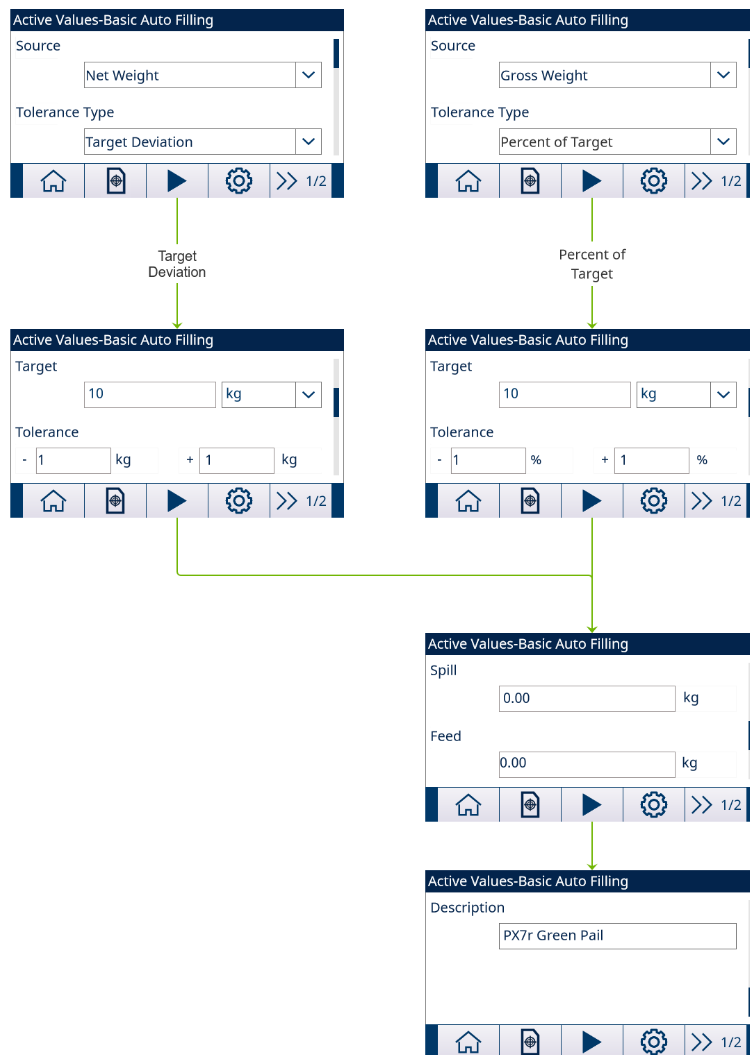 Active Values-Basic Auto Filling
Source
Net Weight
Tolerance Type
Target Deviation
1/2
Active Values-Basic Auto Filling
Source
Gross Weight
Tolerance Type
Percent of Target
1/2
Target
Deviation
Percent of
Target
Active Values-Basic Auto Filling
Target
10 kg
Tolerance
- 1 kg + 1 kg
1/2
Active Values-Basic Auto Filling
Target
10 kg
Tolerance
- 1 % + 1 %
1/2
Active Values-Basic Auto Filling
Spill
0.00 kg
Feed
0.00 kg
1/2
Active Values-Basic Auto Filling
Description
PX7r Green Pail
1/2